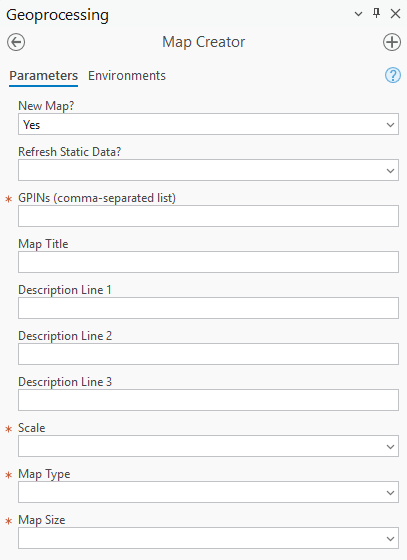 Geoprocessing
Map Creator
Parameters Environments
New Map?
Yes
Refresh Static Data?
* GPINs (comma-separated list)
Map Title
Description Line 1
Description Line 2
Description Line 3
* Scale
* Map Type
* Map Size